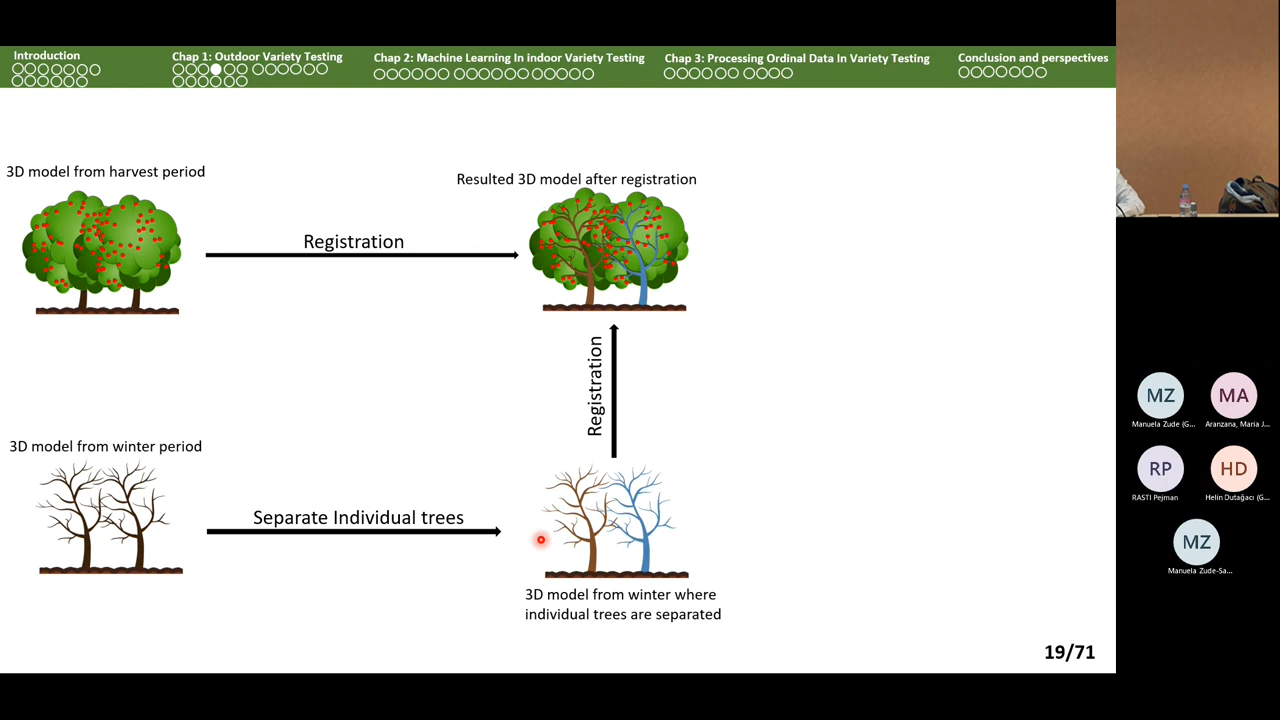 Introduction
Chap 1: Outdoor Variety Testing
Chap 2: Machine Learning In indoor Variety Testing
Chap 3: Processing Ordinal Data In Variety Testing
Conclusion and perspectives
3D model from harvest period
Registration
Resulted 3D model after registration
Registration
3D model from winter period
Separate Individual trees
3D model from winter where
individual trees are separated
19/71
MZ
Manuela Zude (G...
MA
Aranzana, Maria J...
RP
RASTI Pejman
HD
Helin Dutağacı (G...
MZ
Manuela Zude-Sa...